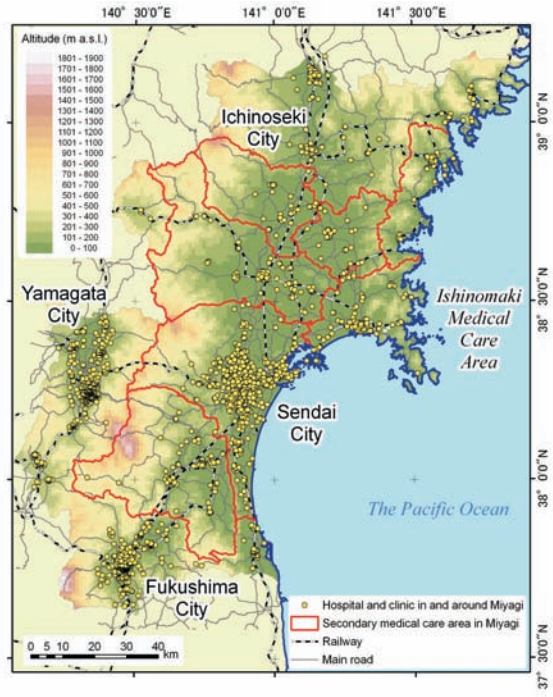 140°30'0"E
141°0'0"E
141°30'0"E
Altitude (m a.s.l.)
1801 - 1900
1701 - 1800
1601 - 1700
1501 - 1600
1401 - 1500
1301 - 1400
1201 - 1300
1101 - 1200
1001 - 1100
901 - 1000
801 - 900
701 - 800
601 - 700
501 - 600
401 - 500
301 - 400
201 - 300
101 - 200
0 - 100
Ichinoseki
City
39°0'0"N
Yamagata
City
38°30'0"N
Ishinomaki
Medical
Care
Area
Sendai
City
38°0'0"N
The Pacific Ocean
Fukushima
City
Hospital and clinic in and around Miyagi
Secondary medical care area in Miyagi
Railway
Main road
0 5 10 20 30 40
km
37°30'0"N